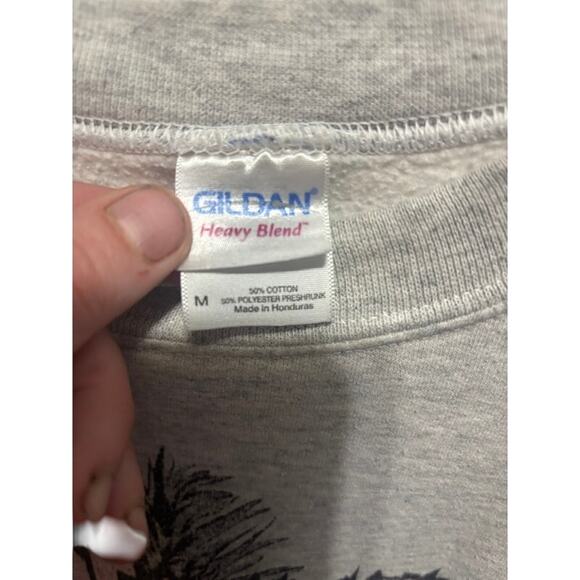 GILDAN®
Heavy Blend™
50% COTTON
M 50% POLYESTER PRESHRUNK
Made in Honduras